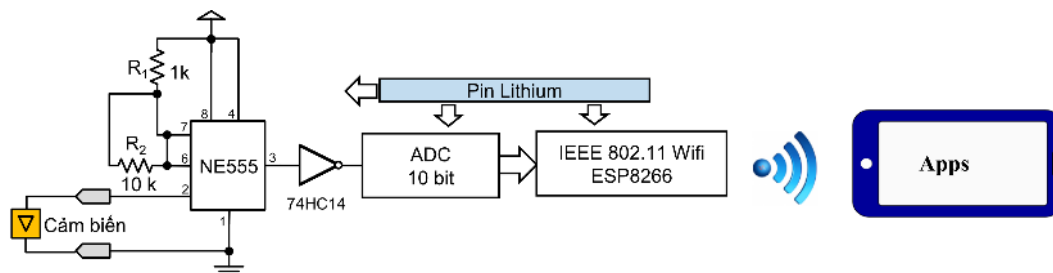 R1
1k
R2
10 k
8
4
7
6
2
3
1
NE555
Cảm biến
74HC14
Pin Lithium
ADC
10 bit
IEEE 802.11 Wifi
ESP8266
Apps